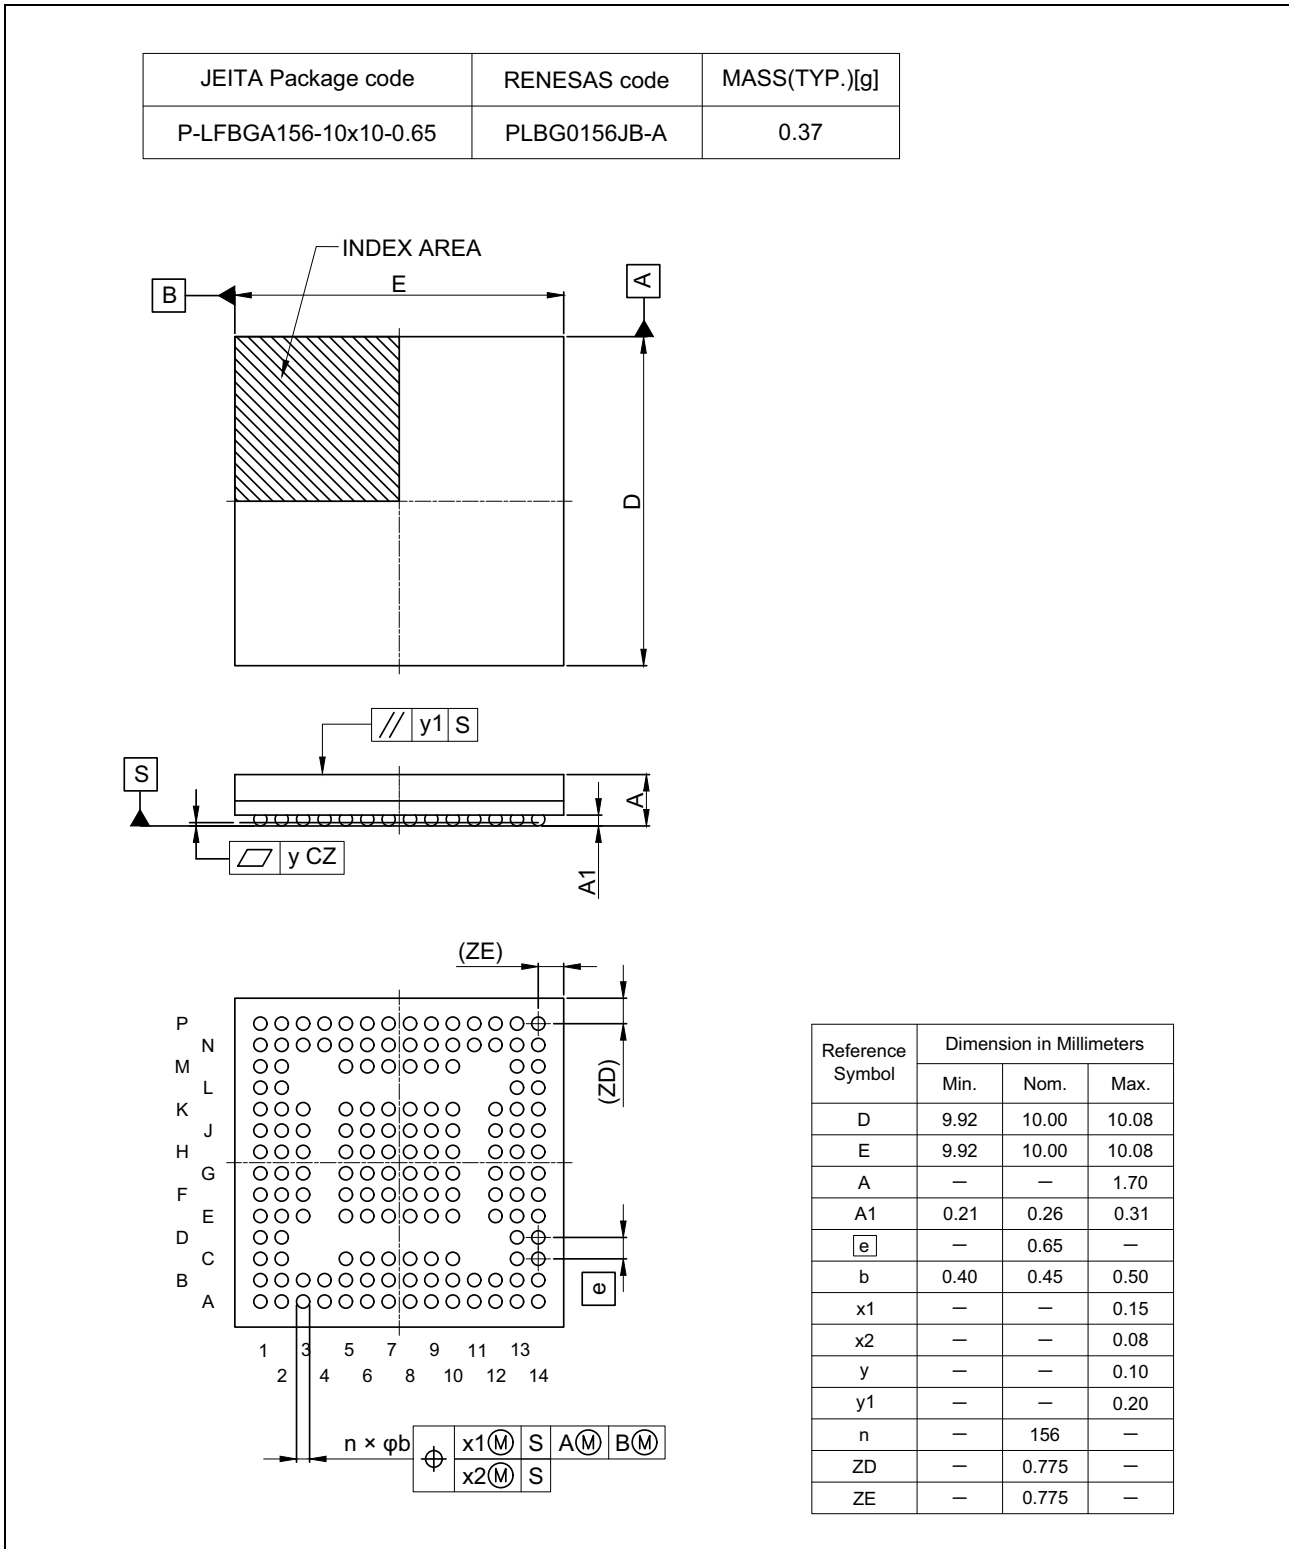 JEITA Package code RENESAS code MASS(TYP.)[g]
P-LFBGA156-10x10-0.65 PLBG0156JB-A 0.37
INDEX AREA
B E A
D
// y1 S
S
A
y CZ
A1
(ZE)
P
N
M
L
(ZD)
K
J
H
G
F
E
D
C
B
e
A
1 3 5 7 9 11 13
2 4 6 8 10 12 14
n × φb ⌖ x1Ⓜ S AⓂ BⓂ
x2Ⓜ S
Reference Symbol Dimension in Millimeters
Min. Nom. Max.
D 9.92 10.00 10.08
E 9.92 10.00 10.08
A — — 1.70
A1 0.21 0.26 0.31
e — 0.65 —
b 0.40 0.45 0.50
x1 — — 0.15
x2 — — 0.08
y — — 0.10
y1 — — 0.20
n — 156 —
ZD — 0.775 —
ZE — 0.775 —